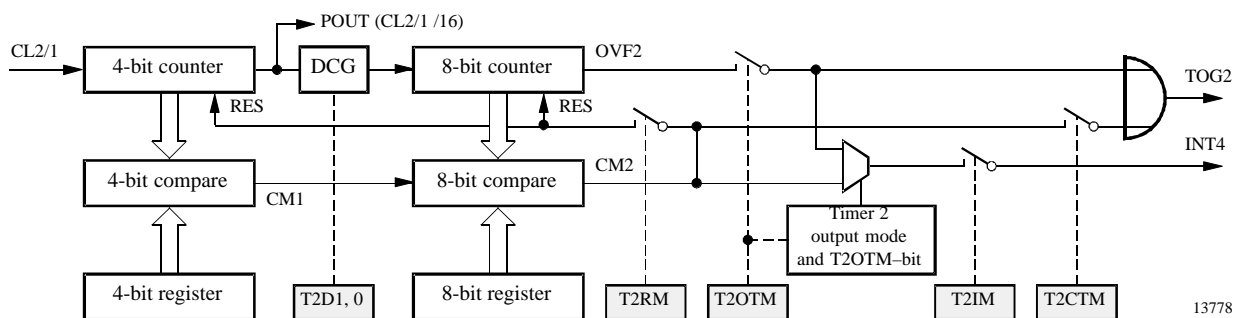 POUT (CL2/1 /16)
CL2/1
4-bit counter
DCG
8-bit counter
OVF2
TOG2
RES
RES
INT4
4-bit compare
CM1
8-bit compare
CM2
Timer 2
output mode
and T2OTM–bit
4-bit register
T2D1, 0
8-bit register
T2RM
T2OTM
T2IM
T2CTM
13778